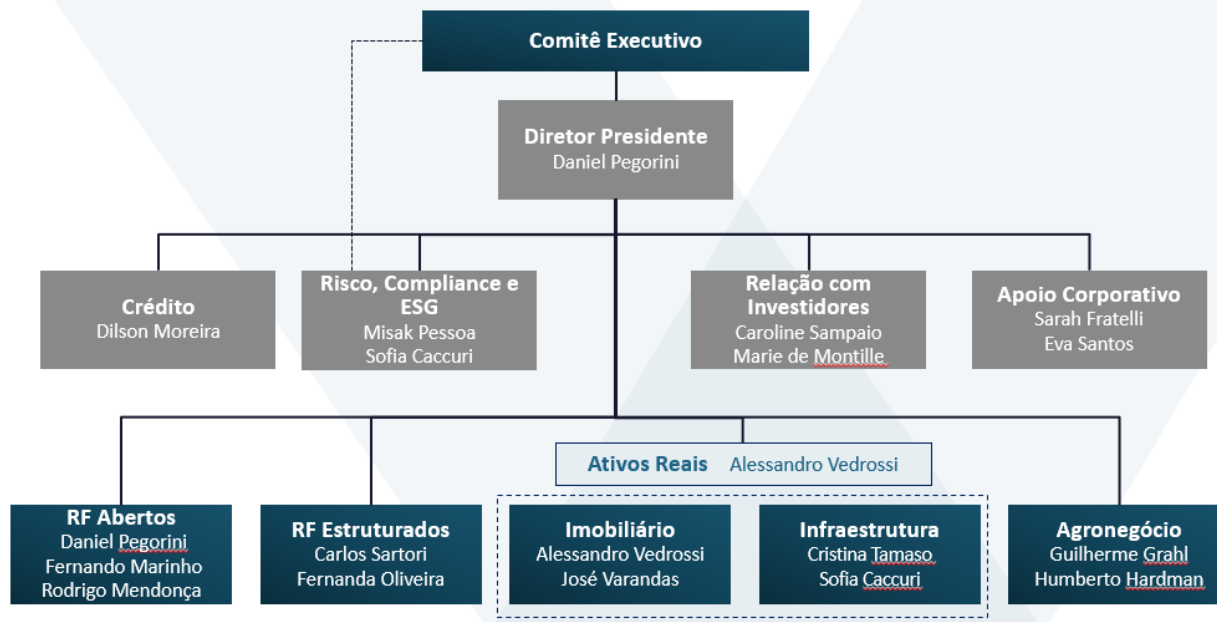 Comitê Executivo
Diretor Presidente
Daniel Pegorini
Crédito
Dilson Moreira
Risco, Compliance e
ESG
Misak Pessoa
Sofia Caccuri
Relação com
Investidores
Caroline Sampaio
Marie de Montille
Apoio Corporativo
Sarah Fratelli
Eva Santos
Ativos Reais Alessandro Vedrossi
RF Abertos
Daniel Pegorini
Fernando Marinho
Rodrigo Mendonça
RF Estruturados
Carlos Sartori
Fernanda Oliveira
Imobiliário
Alessandro Vedrossi
José Varandas
Infraestrutura
Cristina Tamaso
Sofia Caccuri
Agronegócio
Guilherme Grahl
Humberto Hardman